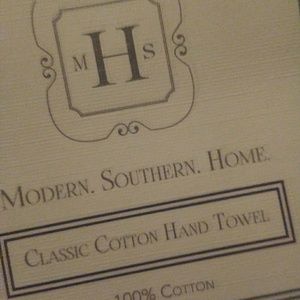 M H S
MODERN. SOUTHERN. HOME.
CLASSIC COTTON HAND TOWEL
100% COTTON